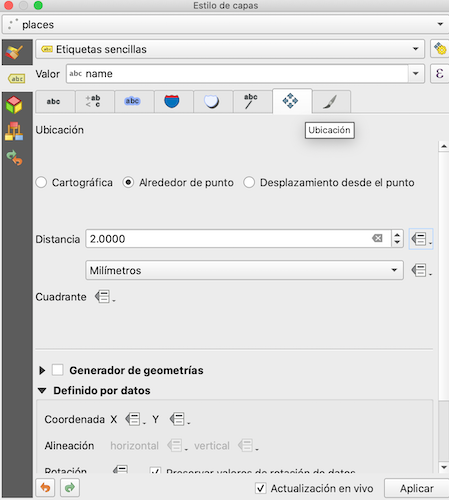 Estilo de capas
places
abc Etiquetas sencillas
Valor abc name ε
abc +ab < c abc abc
Ubicación
Ubicación
Cartográfica Alrededor de punto Desplazamiento desde el punto
Distancia 2.0000
Milímetros
Cuadrante
Generador de geometrías
Definido por datos
Coordenada X Y
Alineación horizontal vertical
Rotación Preservar valores de rotación de datos
Actualización en vivo Aplicar